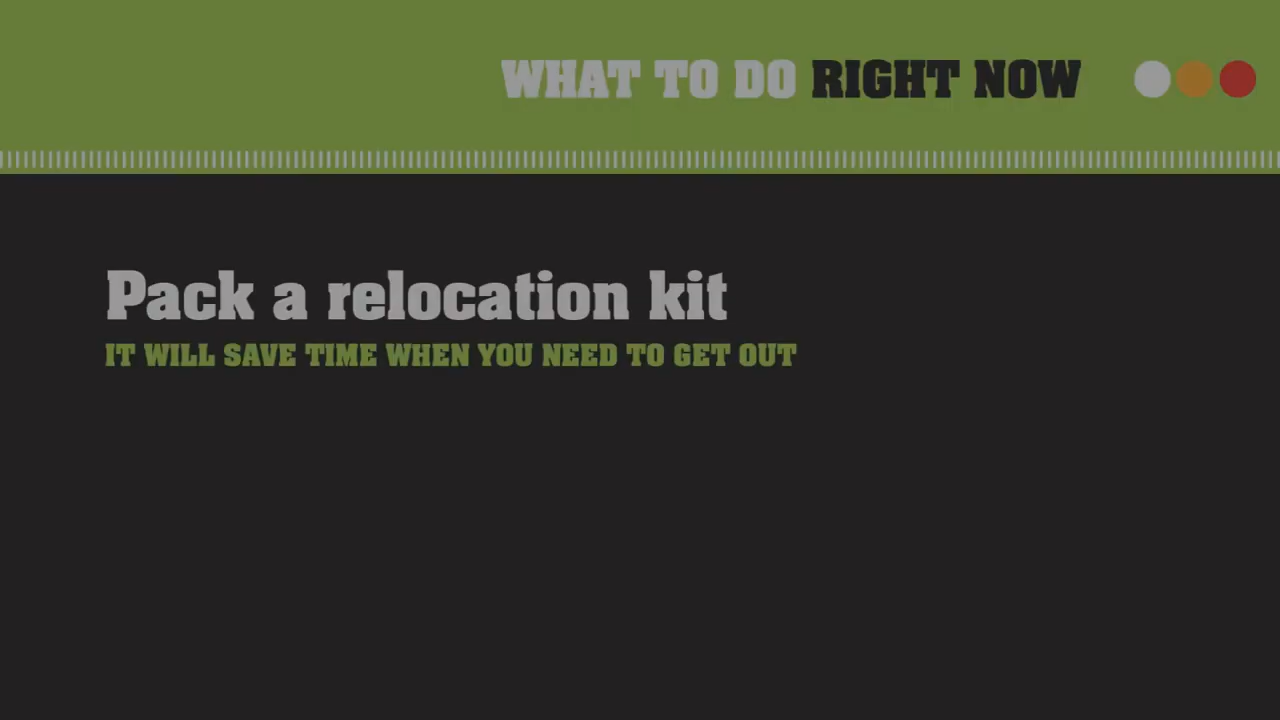 WHAT TO DO RIGHT NOW
Pack a relocation kit
IT WILL SAVE TIME WHEN YOU NEED TO GET OUT